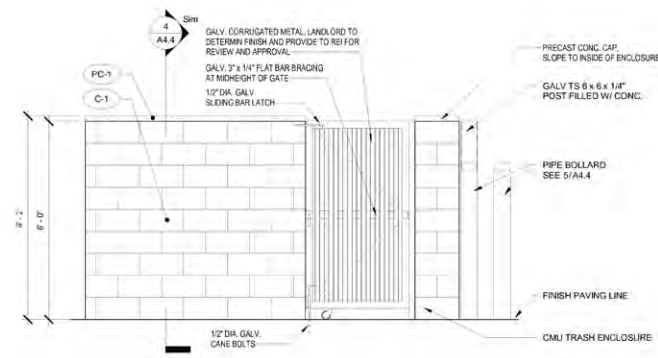 4
Sim
A4.4
PC-1
C-1
GALV. CORRUGATED METAL. LANDLORD TO
DETERMIN FINISH AND PROVIDE TO REI FOR
REVIEW AND APPROVAL
GALV. 3" x 1/4" FLAT BAR BRACING
AT MIDHEIGHT OF GATE
1/2" DIA. GALV.
SLIDING BAR LATCH
PRECAST CONC. CAP,
SLOPE TO INSIDE OF ENCLOSURE
GALV TS 6 x 6 x 1/4"
POST FILLED W/ CONC.
PIPE BOLLARD
SEE 5/A4.4
6' - 2"
6' - 0"
FINISH PAVING LINE
1/2" DIA. GALV.
CANE BOLTS
CMU TRASH ENCLOSURE